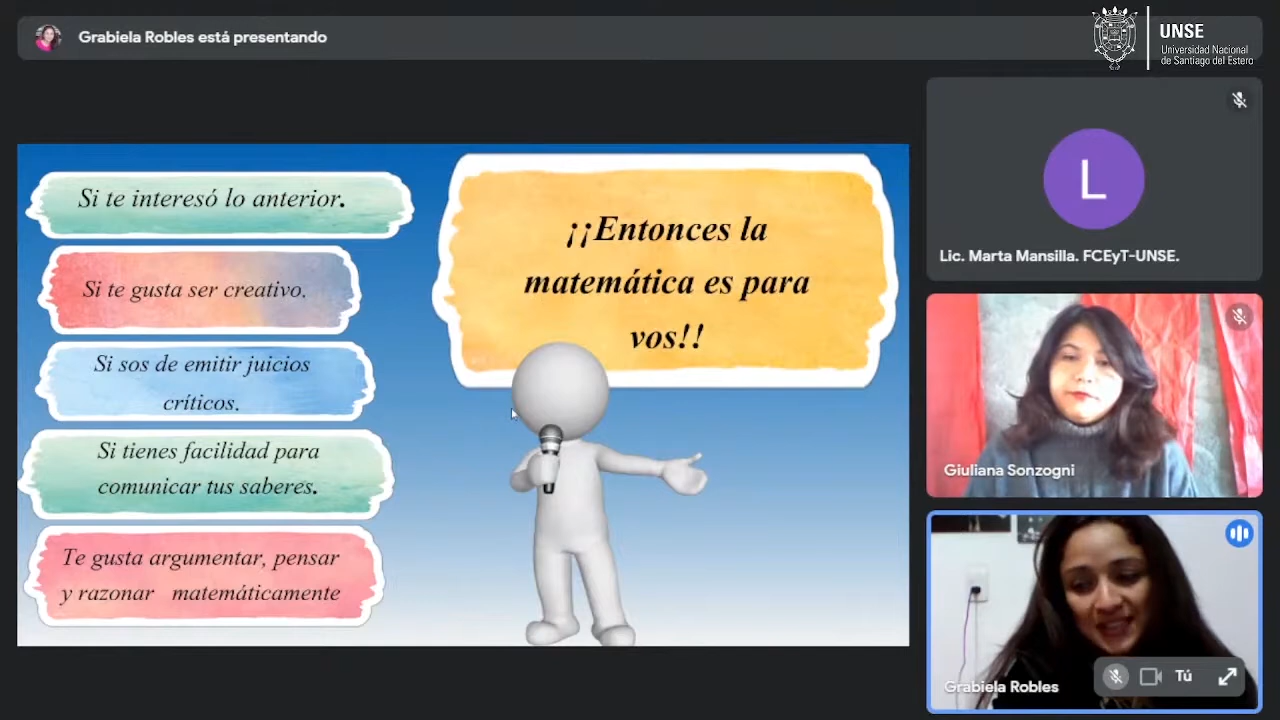 Grabiela Robles está presentando
UNSE
Universidad Nacional
de Santiago del Estero
Si te interesó lo anterior.
Si te gusta ser creativo.
Si sos de emitir juicios
críticos.
Si tienes facilidad para
comunicar tus saberes.
Te gusta argumentar, pensar
y razonar matemáticamente
¡¡Entonces la
matemática es para
vos!!
L
Lic. Marta Mansilla. FCEyT-UNSE.
Giuliana Sonzogni
Grabiela Robles
Tú